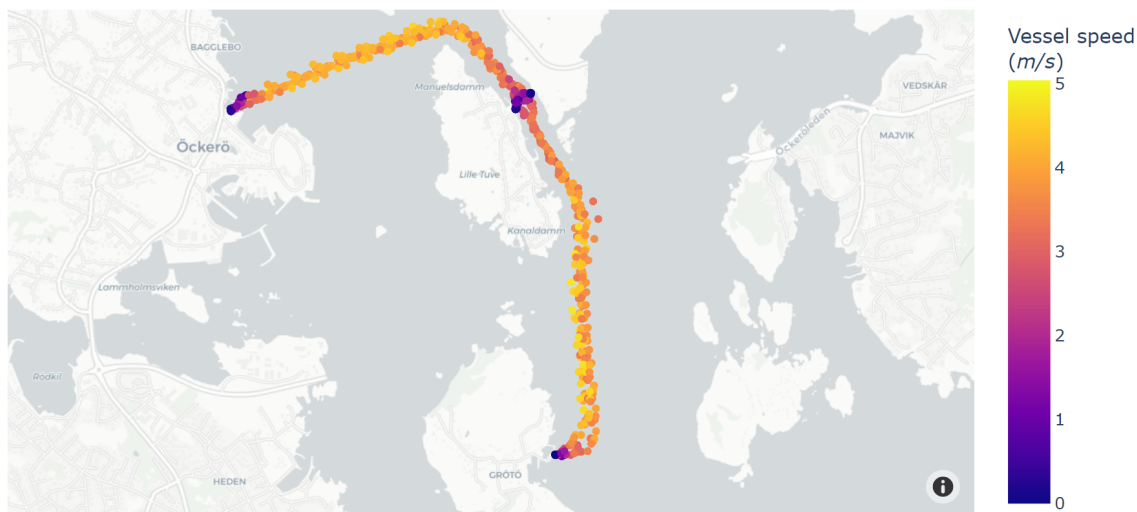 Vessel speed
(m/s)
BAGGLEBO
Manuelsdamm
VEDSKÄR
Öckeröleden
MAJVIK
Öckerö
Lille Tuve
Kanaldamm
Lammholmsviken
Rödkil
GRÖTÖ
HEDEN
5
4
3
2
1
0